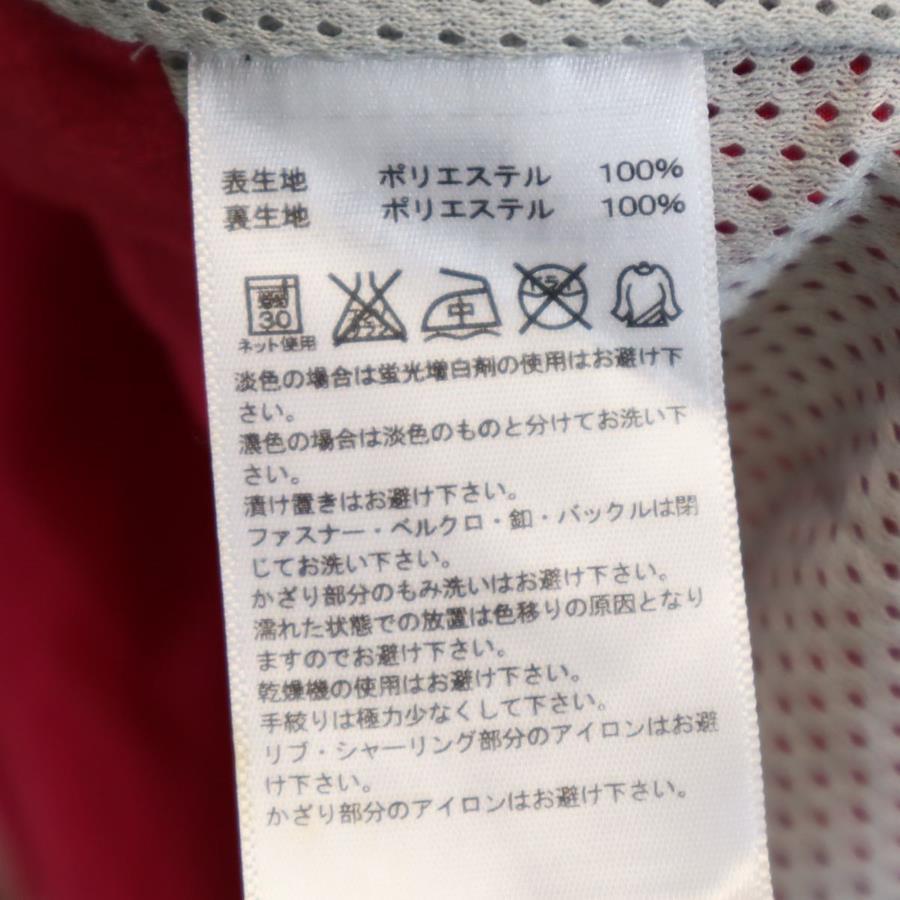 表生地 ポリエステル 100%
裏生地 ポリエステル 100%
30 中
ネット使用
淡色の場合は蛍光増白剤の使用はお避け下
さい。
濃色の場合は淡色のものと分けてお洗い下
さい。
漬け置きはお避け下さい。
ファスナー・ベルクロ・釦・バックルは閉
じてお洗い下さい。
かざり部分のもみ洗いはお避け下さい。
濡れた状態での放置は色移りの原因となり
ますのでお避け下さい。
乾燥機の使用はお避け下さい。
手絞りは極力少なくして下さい。
リブ・シャーリング部分のアイロンはお避
け下さい。
かざり部分のアイロンはお避け下さい。